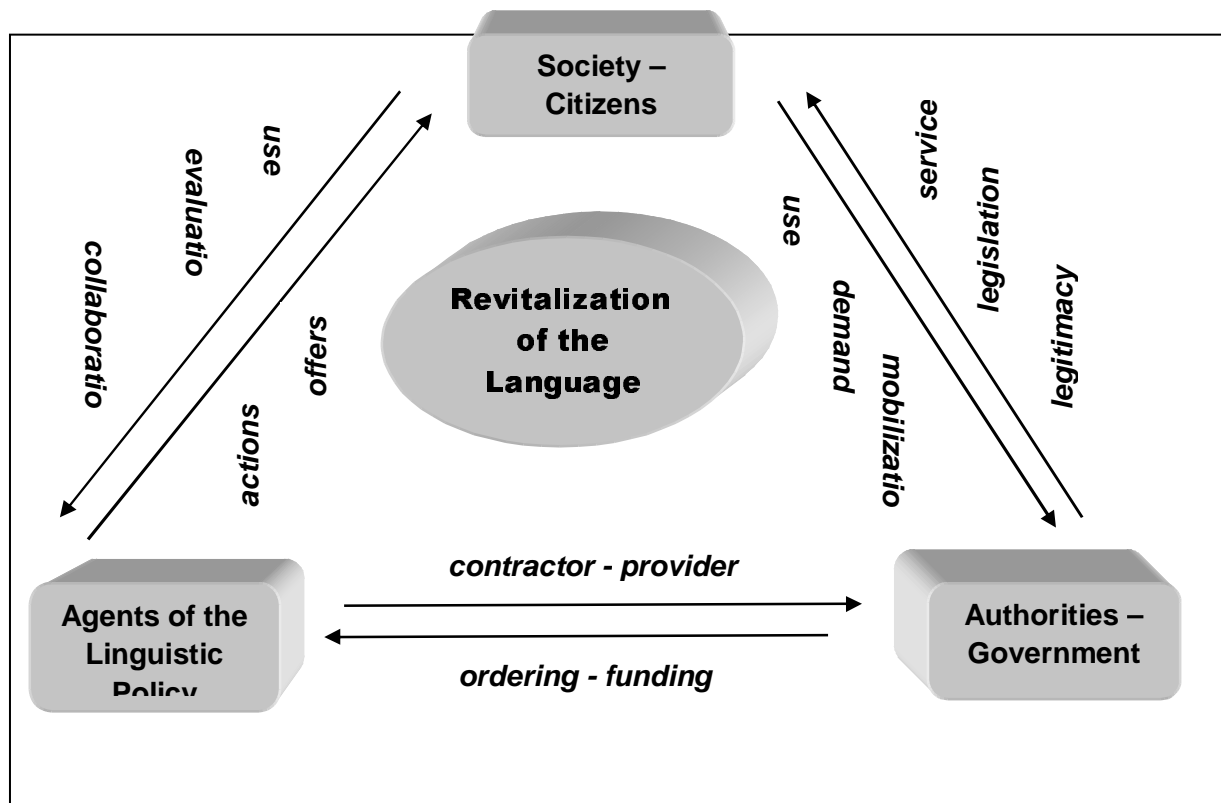 Society –
Citizens
use
evaluatio
collaboratio
offers
actions
service
legislation
legitimacy
use
demand
mobilizatio
Revitalization
of the
Language
contractor - provider
ordering - funding
Agents of the
Linguistic
Policy
Authorities –
Government